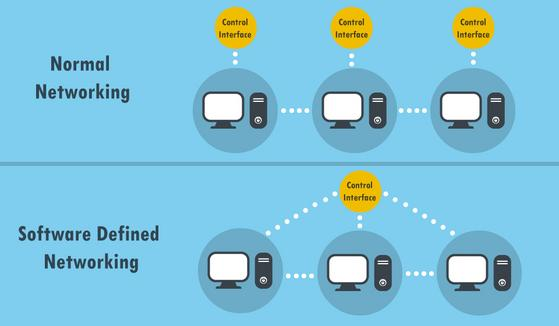 Control
Interface
Control
Interface
Control
Interface
Normal
Networking
Control
Interface
Software Defined
Networking